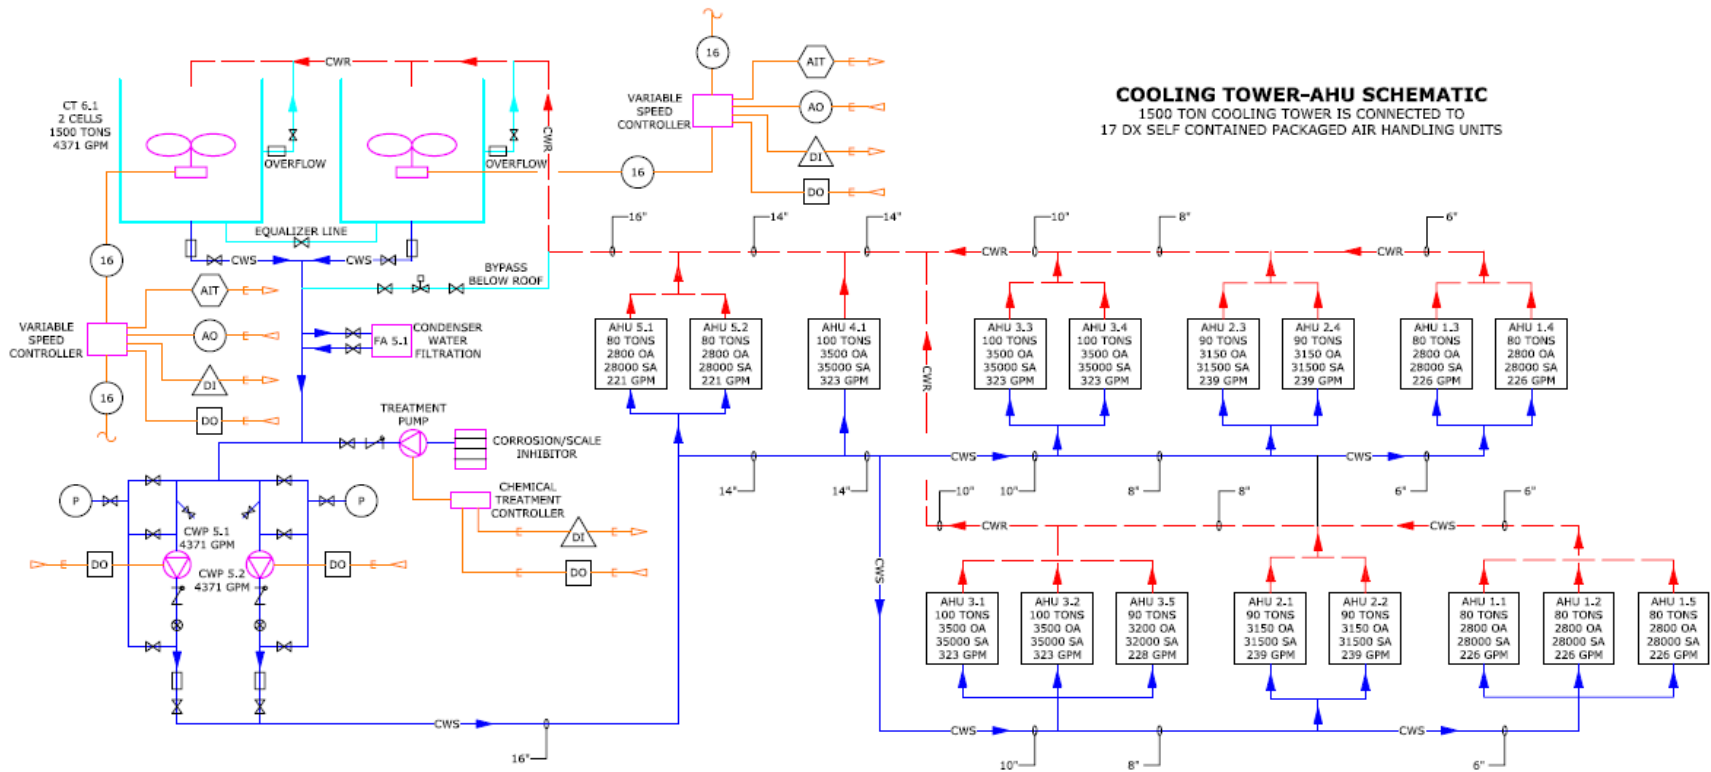 COOLING TOWER-AHU SCHEMATIC
1500 TON COOLING TOWER IS CONNECTED TO
17 DX SELF CONTAINED PACKAGED AIR HANDLING UNITS
CT 6.1
2 CELLS
1500 TONS
4371 GPM
CWR
CWR
OVERFLOW
OVERFLOW
EQUALIZER LINE
CWS
CWS
BYPASS
BELOW ROOF
16
VARIABLE
SPEED
CONTROLLER
16
AIT
E
AO
E
DI
E
DO
E
16
VARIABLE
SPEED
CONTROLLER
16
AIT
E
AO
E
DI
E
DO
E
FA 5.1
CONDENSER
WATER
FILTRATION
TREATMENT
PUMP
CORROSION/SCALE
INHIBITOR
CHEMICAL
TREATMENT
CONTROLLER
E
DI
E
E
DO
E
P
P
CWP 5.1
4371 GPM
CWP 5.2
4371 GPM
E
DO
DO
E
CWS
16"
16"
14"
14"
10"
8"
6"
CWR
CWR
CWR
AHU 5.1
80 TONS
2800 OA
28000 SA
221 GPM
AHU 5.2
80 TONS
2800 OA
28000 SA
221 GPM
AHU 4.1
100 TONS
3500 OA
35000 SA
323 GPM
AHU 3.3
100 TONS
3500 OA
35000 SA
323 GPM
AHU 3.4
100 TONS
3500 OA
35000 SA
323 GPM
AHU 2.3
90 TONS
3150 OA
31500 SA
239 GPM
AHU 2.4
90 TONS
3150 OA
31500 SA
239 GPM
AHU 1.3
80 TONS
2800 OA
28000 SA
226 GPM
AHU 1.4
80 TONS
2800 OA
28000 SA
226 GPM
CWS
CWS
14"
14"
10"
10"
8"
8"
6"
6"
CWR
CWS
CWS
AHU 3.1
100 TONS
3500 OA
35000 SA
323 GPM
AHU 3.2
100 TONS
3500 OA
35000 SA
323 GPM
AHU 3.5
90 TONS
3200 OA
32000 SA
228 GPM
AHU 2.1
90 TONS
3150 OA
31500 SA
239 GPM
AHU 2.2
90 TONS
3150 OA
31500 SA
239 GPM
AHU 1.1
80 TONS
2800 OA
28000 SA
226 GPM
AHU 1.2
80 TONS
2800 OA
28000 SA
226 GPM
AHU 1.5
80 TONS
2800 OA
28000 SA
226 GPM
CWS
CWS
10"
8"
6"